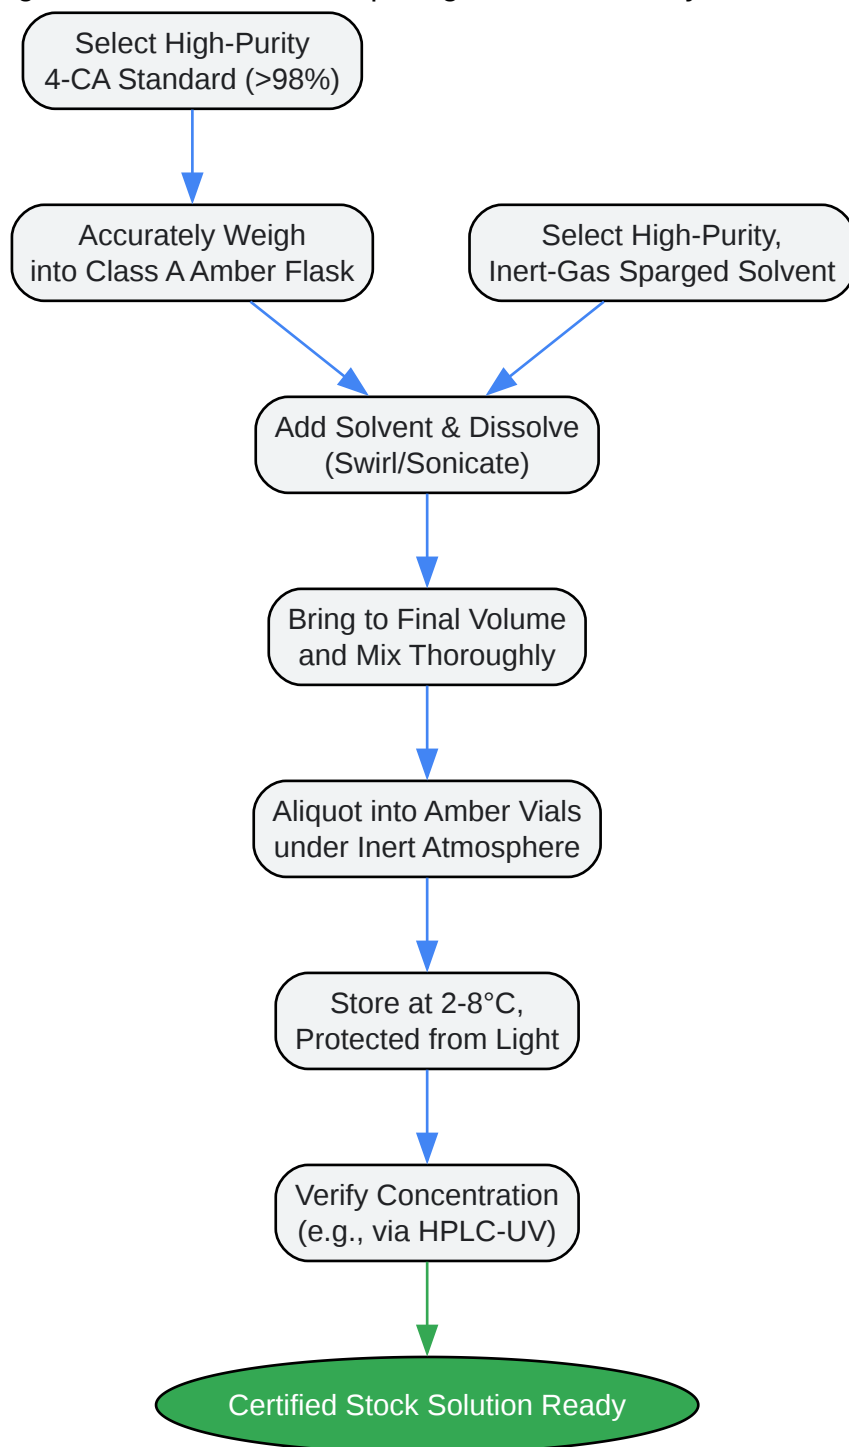 Select High-Purity
4-CA Standard (>98%)
Accurately Weigh
into Class A Amber Flask
Select High-Purity,
Inert-Gas Sparged Solvent
Add Solvent & Dissolve
(Swirl/Sonicate)
Bring to Final Volume
and Mix Thoroughly
Aliquot into Amber Vials
under Inert Atmosphere
Store at 2-8°C,
Protected from Light
Verify Concentration
(e.g., via HPLC-UV)
Certified Stock Solution Ready